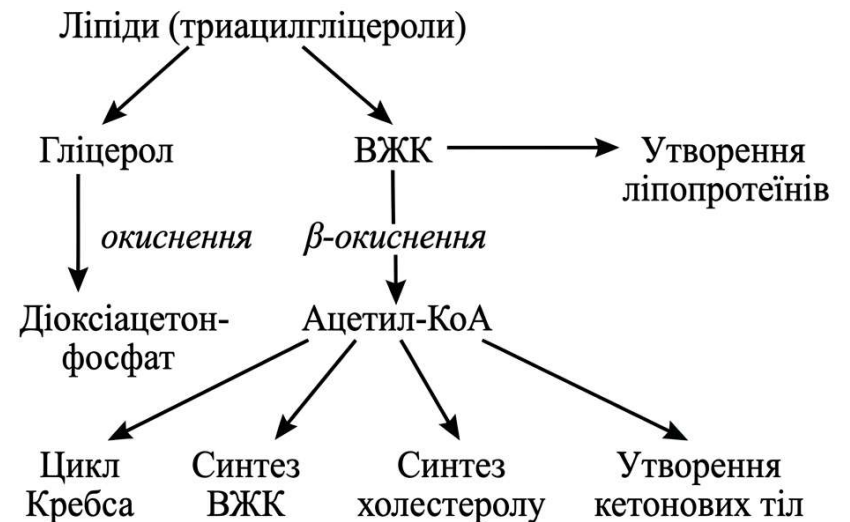 Ліпіди (триацилгліцероли)
Гліцерол
ВЖК
Утворення
ліпопротеїнів
окиснення
β-окиснення
Діоксіацетон-
фосфат
Ацетил-КоА
Цикл
Кребса
Синтез
ВЖК
Синтез
холестеролу
Утворення
кетонових тіл